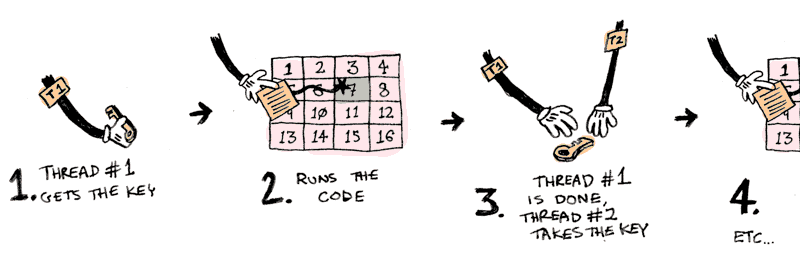 T1
1. THREAD #1
GETS THE KEY
1 2 3 4
6 7 8
9 10 11 12
13 14 15 16
2. RUNS THE
CODE
T1
T2
3. THREAD #1
IS DONE,
THREAD #2
TAKES THE KEY
1
13
4.
ETC...